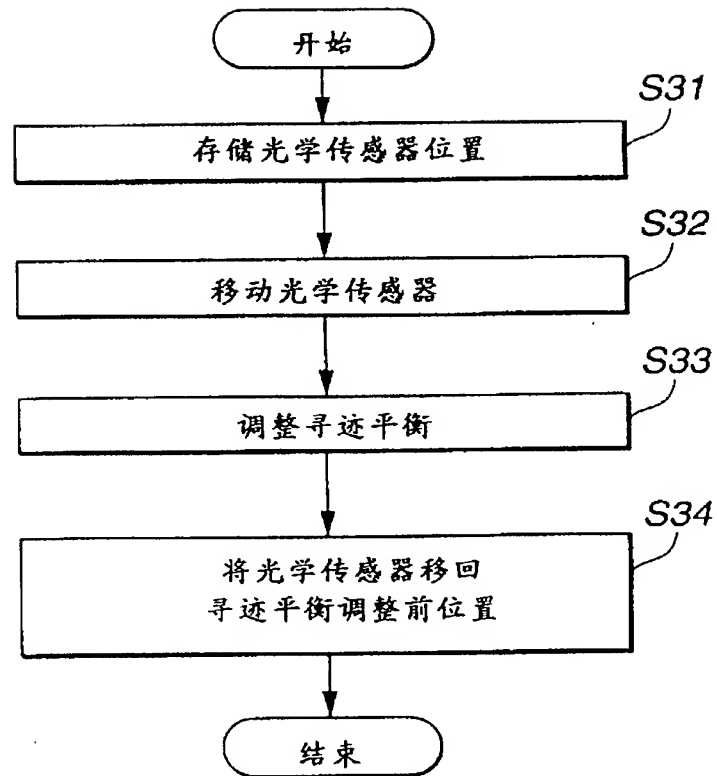 开始
S31
存储光学传感器位置
S32
移动光学传感器
S33
调整寻迹平衡
S34
将光学传感器移回
寻迹平衡调整前位置
结束